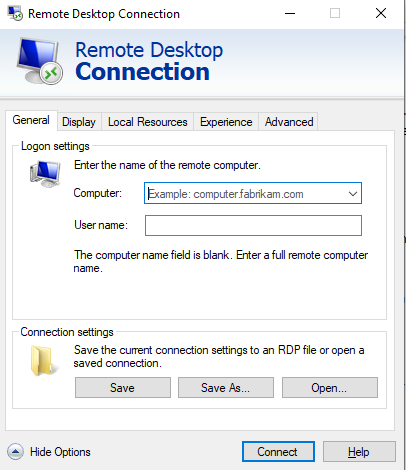 Remote Desktop Connection
Remote Desktop
Connection
General Display Local Resources Experience Advanced
Logon settings
Enter the name of the remote computer.
Computer: Example: computer.fabrikam.com
User name:
The computer name field is blank. Enter a full remote computer
name.
Connection settings
Save the current connection settings to an RDP file or open a
saved connection.
Save Save As... Open...
Hide Options Connect Help